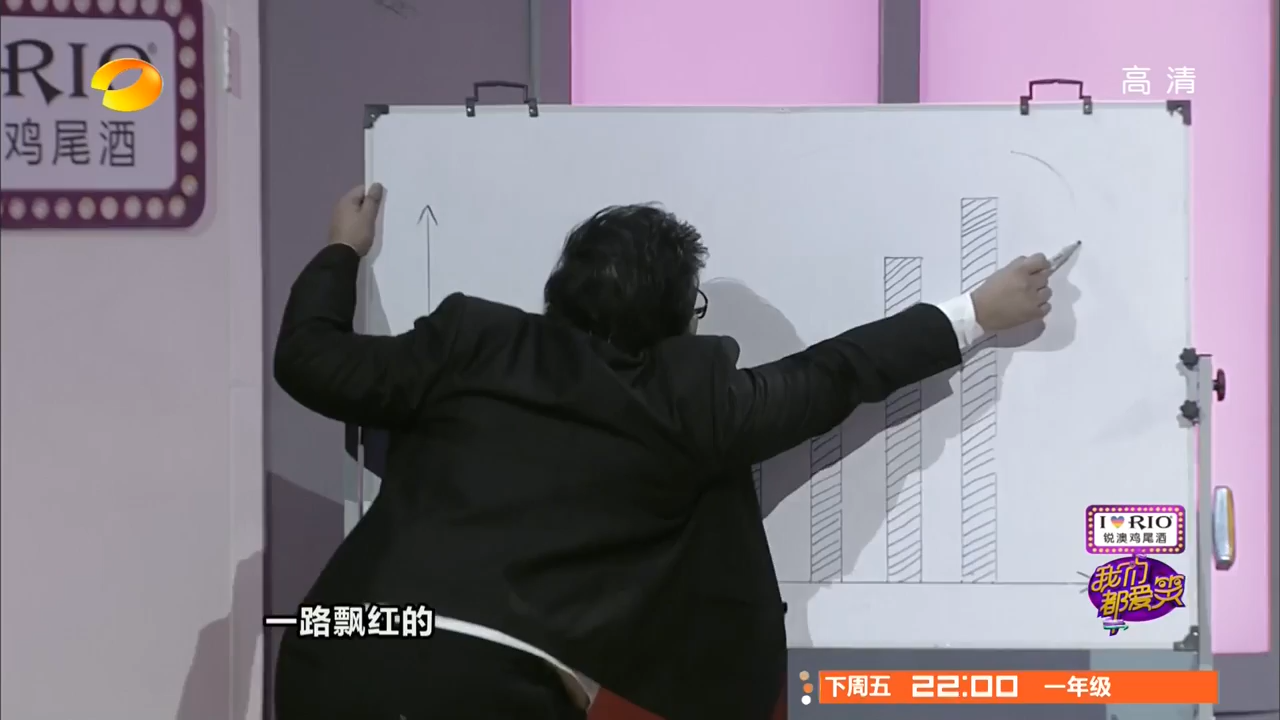 RIO
鸡尾酒
高清
I RIO
锐澳鸡尾酒
我们
都爱笑
一路飘红的
下周五 22:00 一年级